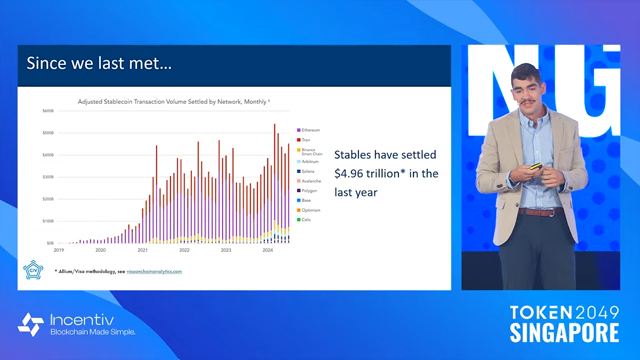 Since we last met...
Adjusted Stablecoin Transaction Volume Settled by Network, Monthly ¹
$600B
$500B
$400B
$300B
$200B
$100B
$0B
2019
2020
2021
2022
2023
2024
Ethereum
Tron
Binance
Smart Chain
Arbitrum
Solana
Avalanche
Polygon
Base
Optimism
Celo
Stables have settled
$4.96 trillion* in the
last year
CIV
* Allium/Visa methodology, see visaonchainanalytics.com
NG
Incentiv
Blockchain Made Simple.
TOKEN2049
SINGAPORE